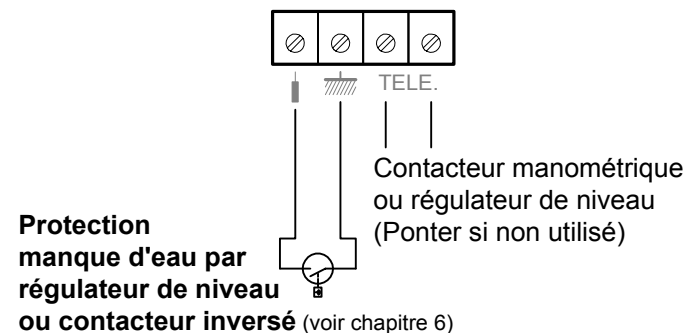 TELE.
Contacteur manométrique
ou régulateur de niveau
(Ponter si non utilisé)
Protection
manque d'eau par
régulateur de niveau
ou contacteur inversé (voir chapitre 6)